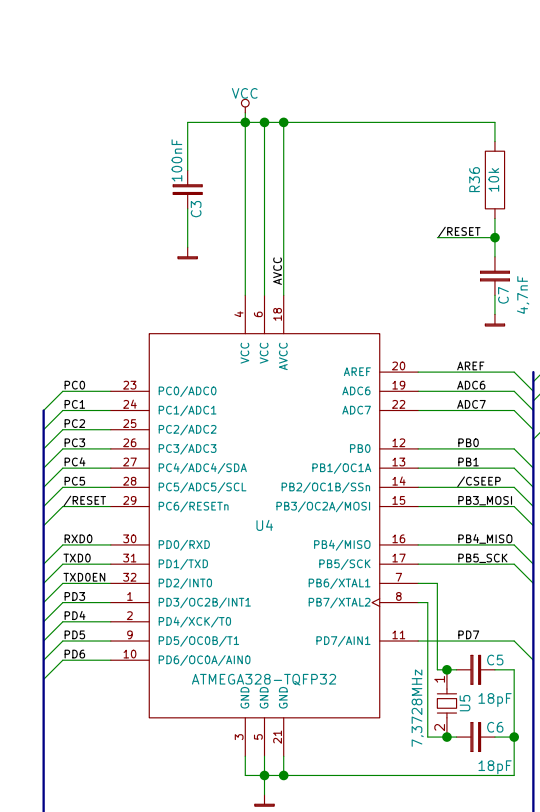 VCC
100nF
C3
R36
10k
/RESET
C7
4,7nF
AVCC
4
6
18
VCC
VCC
AVCC
PC0 23 PC0/ADC0
PC1 24 PC1/ADC1
PC2 25 PC2/ADC2
PC3 26 PC3/ADC3
PC4 27 PC4/ADC4/SDA
PC5 28 PC5/ADC5/SCL
/RESET 29 PC6/RESETn
RXD0 30 PD0/RXD
TXD0 31 PD1/TXD
TXD0EN 32 PD2/INT0
PD3 1 PD3/OC2B/INT1
PD4 2 PD4/XCK/T0
PD5 9 PD5/OC0B/T1
PD6 10 PD6/OC0A/AIN0
U4
AREF 20 AREF
ADC6 19 ADC6
ADC7 22 ADC7
PB0 12 PB0
PB1/OC1A 13 PB1
PB2/OC1B/SSn 14 /CSEEP
PB3/OC2A/MOSI 15 PB3_MOSI
PB4/MISO 16 PB4_MISO
PB5/SCK 17 PB5_SCK
PB6/XTAL1 7
PB7/XTAL2 8
PD7/AIN1 11 PD7
ATMEGA328-TQFP32
GND
GND
GND
3
5
21
7,3728MHz
1
2
U5
C5
18pF
C6
18pF